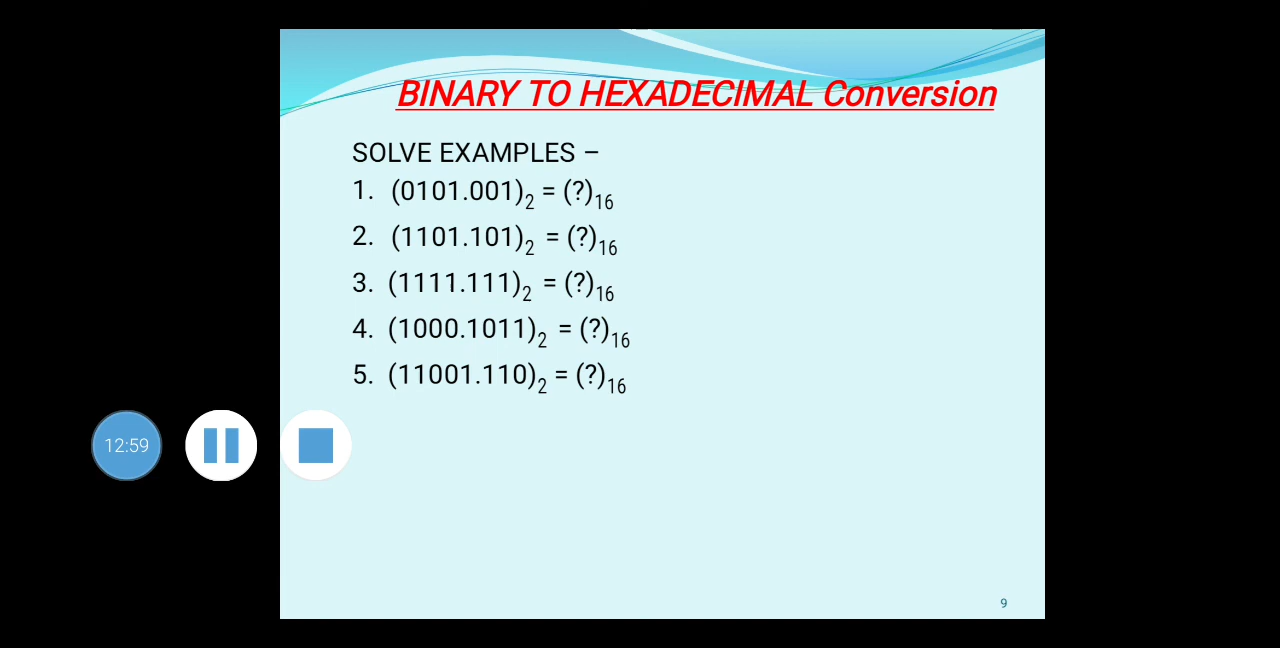 BINARY TO HEXADECIMAL Conversion
SOLVE EXAMPLES –
1. (0101.001)₂ = (?)₁₆
2. (1101.101)₂ = (?)₁₆
3. (1111.111)₂ = (?)₁₆
4. (1000.1011)₂ = (?)₁₆
5. (11001.110)₂ = (?)₁₆
12:59
9